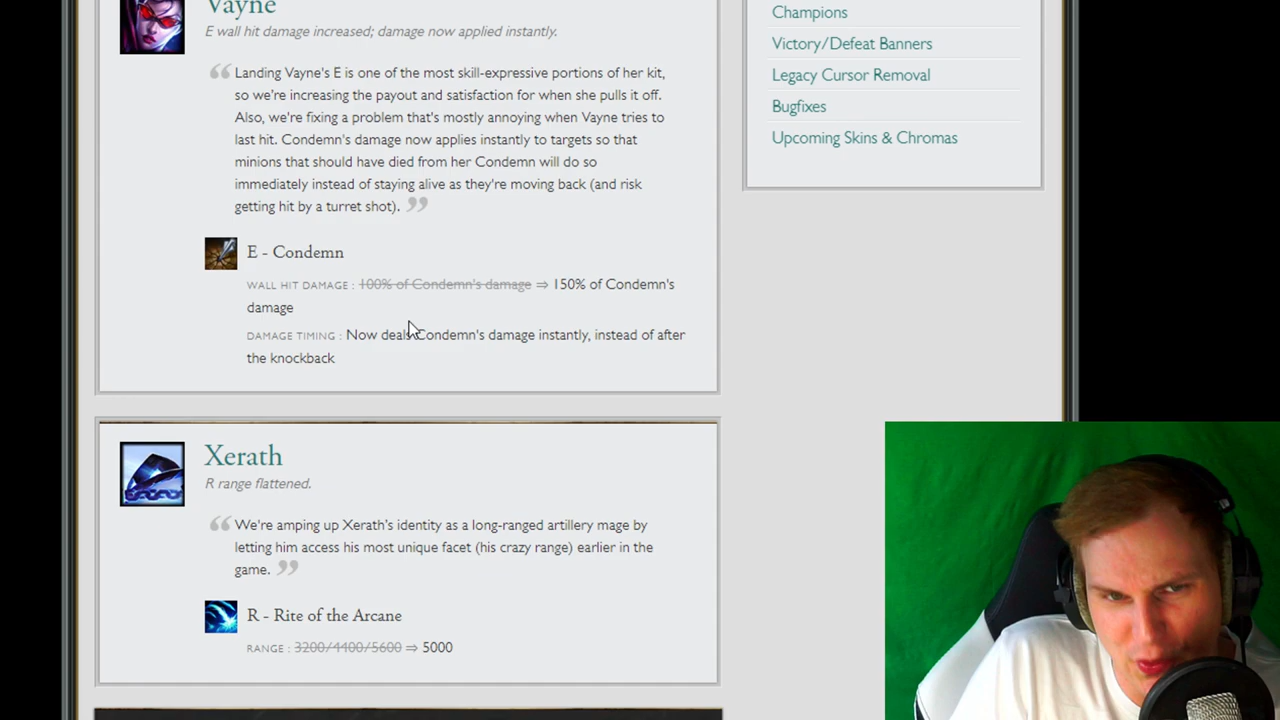 Vayne
E wall hit damage increased; damage now applied instantly.
“ Landing Vayne's E is one of the most skill-expressive portions of her kit,
so we're increasing the payout and satisfaction for when she pulls it off.
Also, we're fixing a problem that's mostly annoying when Vayne tries to
last hit. Condemn's damage now applies instantly to targets so that
minions that should have died from her Condemn will do so
immediately instead of staying alive as they're moving back (and risk
getting hit by a turret shot). ”
E - Condemn
WALL HIT DAMAGE : 100% of Condemn's damage ⇒ 150% of Condemn's
damage
DAMAGE TIMING : Now deals Condemn's damage instantly, instead of after
the knockback
Xerath
R range flattened.
“ We're amping up Xerath's identity as a long-ranged artillery mage by
letting him access his most unique facet (his crazy range) earlier in the
game. ”
R - Rite of the Arcane
RANGE : 3200/4400/5600 ⇒ 5000
Champions
Victory/Defeat Banners
Legacy Cursor Removal
Bugfixes
Upcoming Skins & Chromas